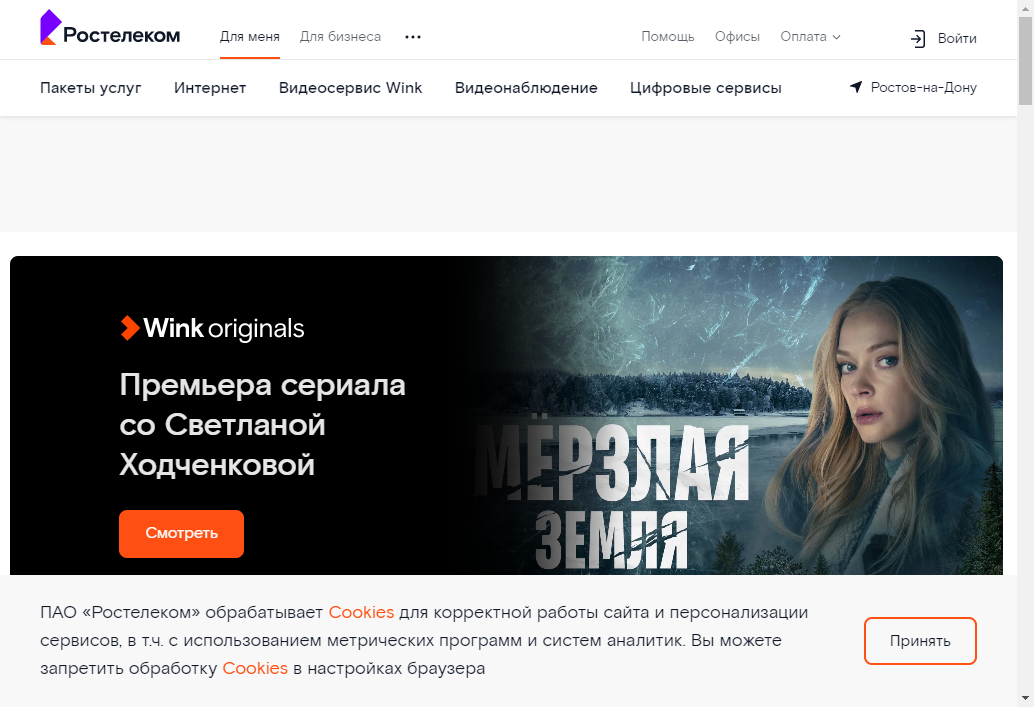 Ростелеком
Для меня
Для бизнеса
Помощь
Офисы
Оплата
Войти
Пакеты услуг
Интернет
Видеосервис Wink
Видеонаблюдение
Цифровые сервисы
Ростов-на-Дону
Wink originals
Премьера сериала
со Светланой
Ходченковой
МЁРЗЛАЯ
ЗЕМЛЯ
Смотреть
ПАО «Ростелеком» обрабатывает Cookies для корректной работы сайта и персонализации
сервисов, в т.ч. с использованием метрических программ и систем аналитик. Вы можете
запретить обработку Cookies в настройках браузера
Принять